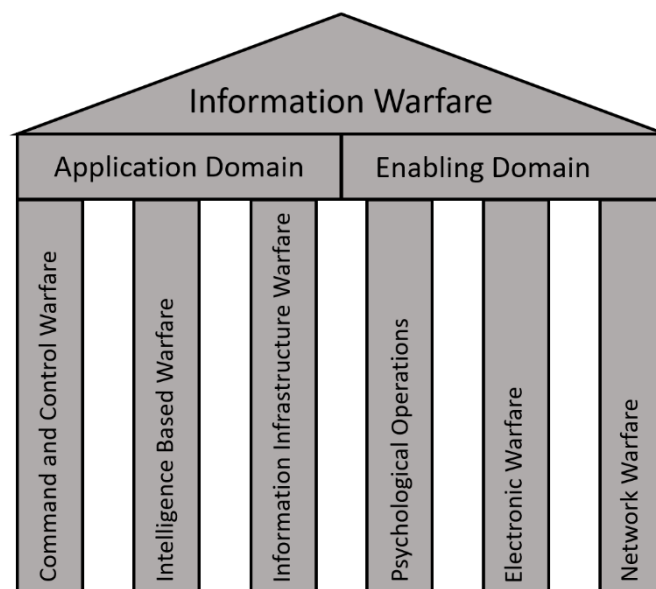 Information Warfare
Application Domain
Enabling Domain
Command and Control Warfare
Intelligence Based Warfare
Information Infrastructure Warfare
Psychological Operations
Electronic Warfare
Network Warfare